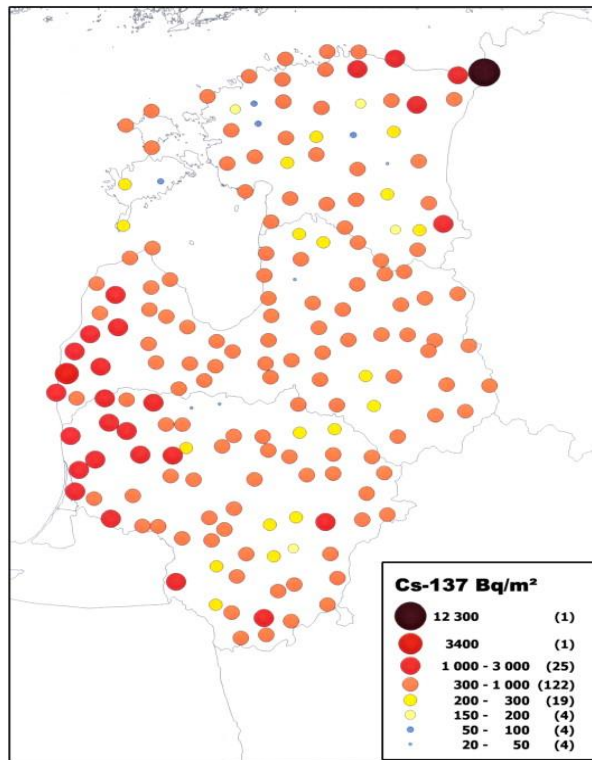 Cs-137 Bq/m²
12 300 (1)
3400 (1)
1 000 - 3 000 (25)
300 - 1 000 (122)
200 - 300 (19)
150 - 200 (4)
50 - 100 (4)
20 - 50 (4)